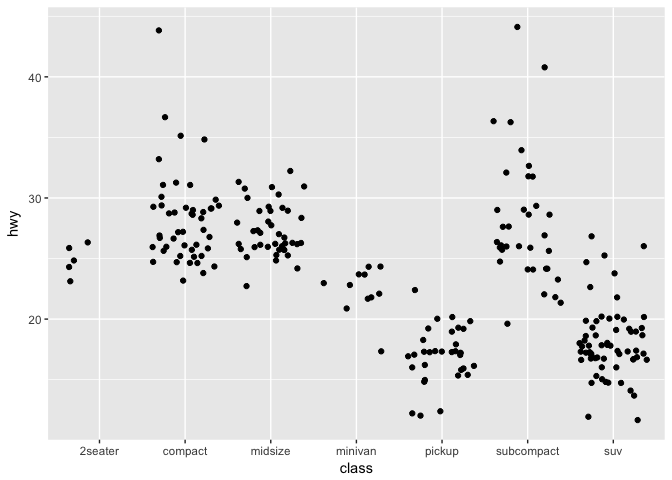 40
30
20
hwy
2seater compact midsize minivan pickup subcompact suv
class